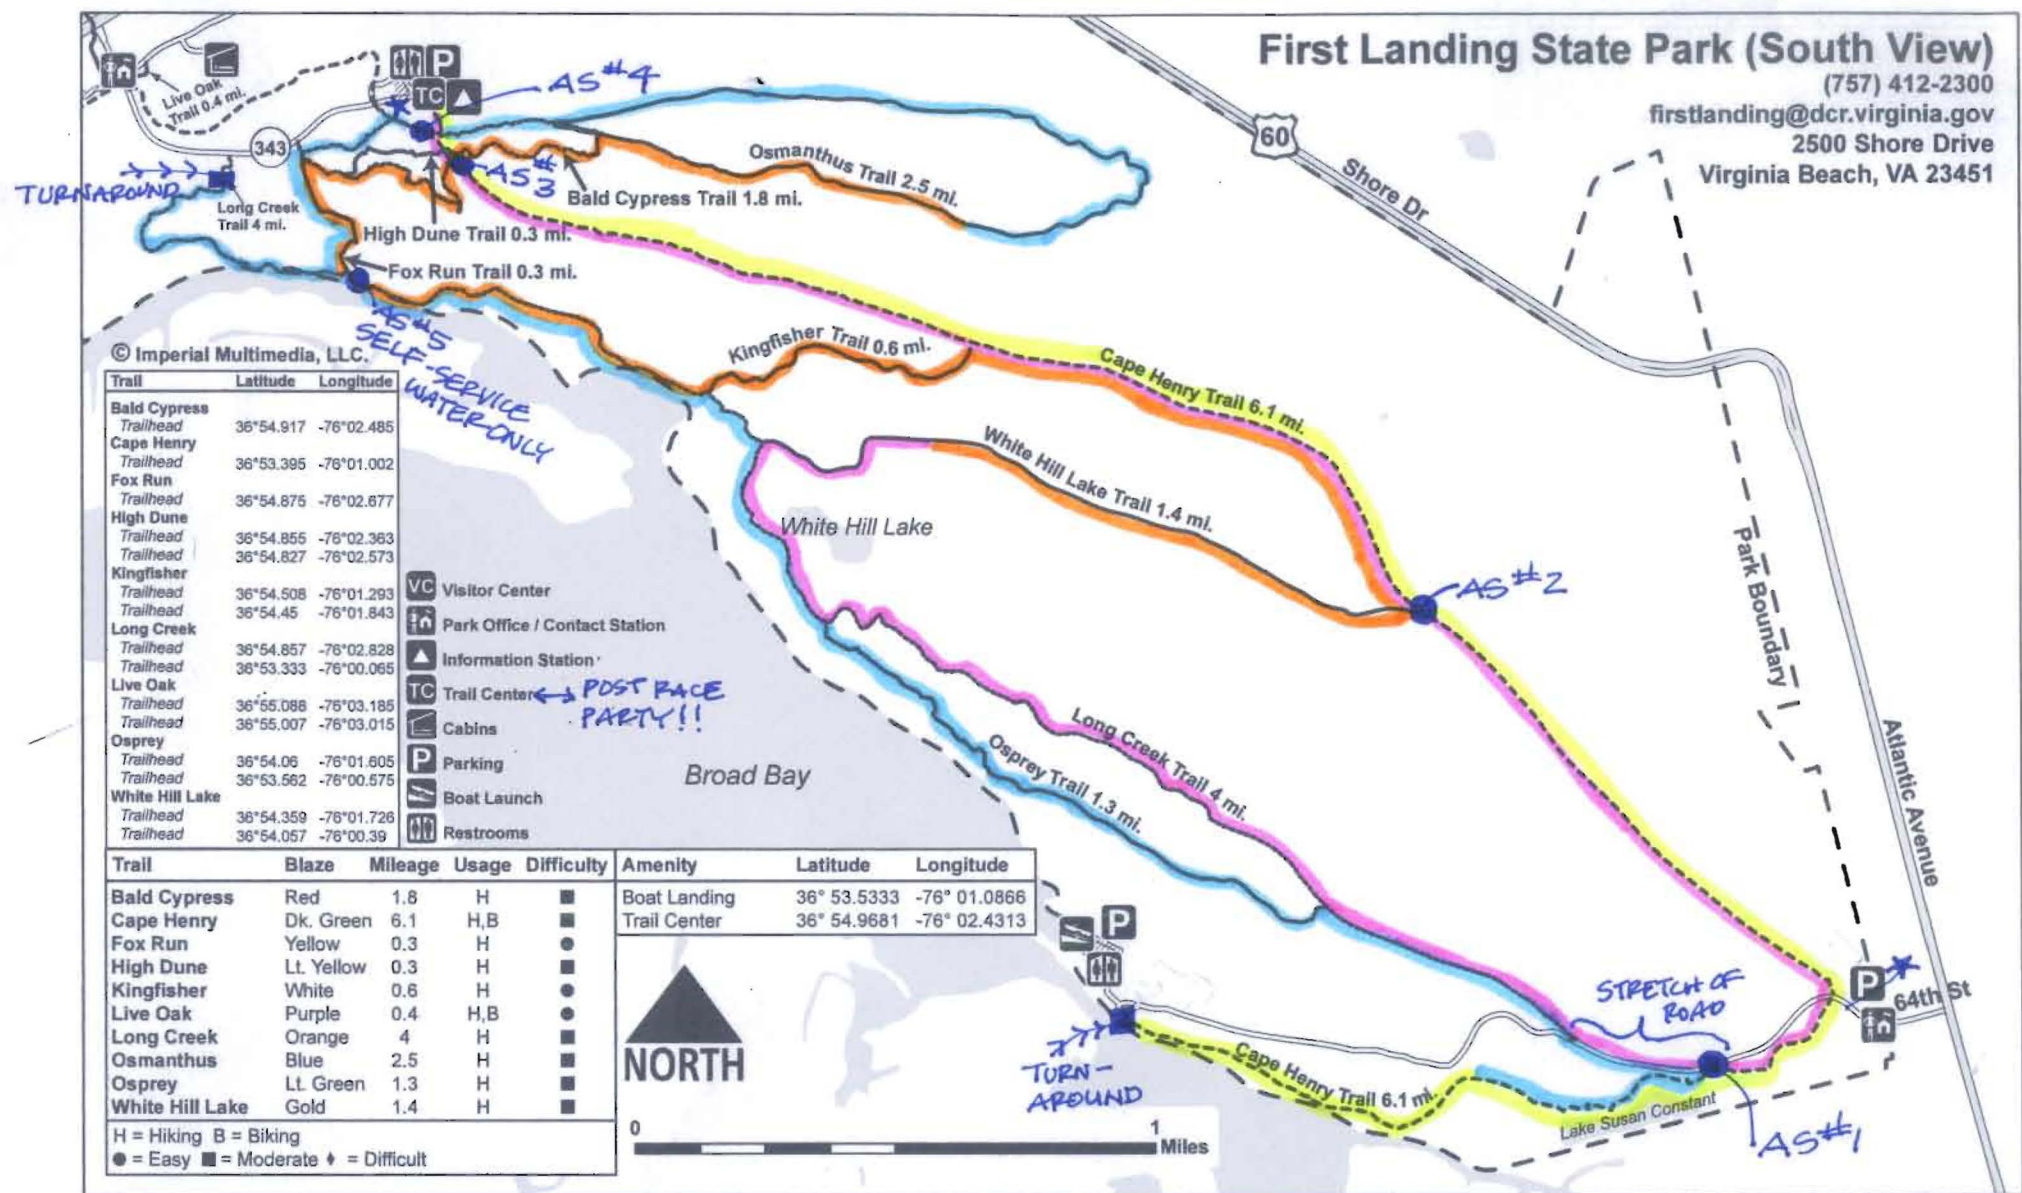 First Landing State Park (South View)
(757) 412-2300
firstlanding@dcr.virginia.gov
2500 Shore Drive
Virginia Beach, VA 23451
Live Oak
Trail 0.4 mi.
P
TC
AS #4
343
60
Shore Dr
TURNAROUND
Long Creek
Trail 4 mi.
AS #3
Osmanthus Trail 2.5 mi.
Bald Cypress Trail 1.8 mi.
High Dune Trail 0.3 mi.
Fox Run Trail 0.3 mi.
AS #5
SELF-SERVICE
WATER ONLY
Kingfisher Trail 0.6 mi.
Cape Henry Trail 6.1 mi.
White Hill Lake Trail 1.4 mi.
White Hill Lake
AS #2
Park Boundary
Long Creek Trail 4 mi.
Osprey Trail 1.3 mi.
Broad Bay
Atlantic Avenue
© Imperial Multimedia, LLC.
Trail Latitude Longitude
Bald Cypress
Trailhead 36°54.917 -76°02.485
Cape Henry
Trailhead 36°53.395 -76°01.002
Fox Run
Trailhead 36°54.875 -76°02.677
High Dune
Trailhead 36°54.855 -76°02.363
Trailhead 36°54.827 -76°02.573
Kingfisher
Trailhead 36°54.508 -76°01.293
Trailhead 36°54.45 -76°01.843
Long Creek
Trailhead 36°54.857 -76°02.828
Trailhead 36°53.333 -76°00.065
Live Oak
Trailhead 36°55.086 -76°03.185
Trailhead 36°55.007 -76°03.015
Osprey
Trailhead 36°54.06 -76°01.605
Trailhead 36°53.562 -76°00.575
White Hill Lake
Trailhead 36°54.359 -76°01.726
Trailhead 36°54.057 -76°00.39
VC Visitor Center
Park Office / Contact Station
Information Station
TC Trail Center POST RACE
PARTY!!
Cabins
P Parking
Boat Launch
Restrooms
Trail Blaze Mileage Usage Difficulty
Bald Cypress Red 1.8 H ■
Cape Henry Dk. Green 6.1 H,B ■
Fox Run Yellow 0.3 H ●
High Dune Lt. Yellow 0.3 H ■
Kingfisher White 0.6 H ●
Live Oak Purple 0.4 H,B ●
Long Creek Orange 4 H ■
Osmanthus Blue 2.5 H ■
Osprey Lt. Green 1.3 H ■
White Hill Lake Gold 1.4 H ■
H = Hiking B = Biking
● = Easy ■ = Moderate ♦ = Difficult
Amenity Latitude Longitude
Boat Landing 36° 53.5333 -76° 01.0866
Trail Center 36° 54.9681 -76° 02.4313
NORTH
0 1
Miles
P
TURN-
AROUND
Cape Henry Trail 6.1 mi.
STRETCH OF
ROAD
P
64th St
Lake Susan Constant
AS #1